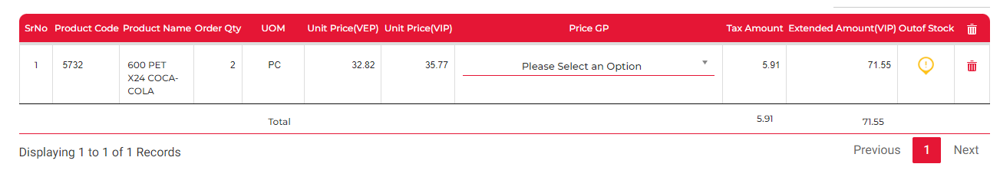 SrNo Product Code Product Name Order Qty UOM Unit Price(VEP) Unit Price(VIP) Price GP Tax Amount Extended Amount(VIP) Outof Stock
1 5732 600 PET 2 PC 32.82 35.77 Please Select an Option 5.91 71.55
X24 COCA-
COLA
Total 5.91 71.55
Displaying 1 to 1 of 1 Records Previous 1 Next